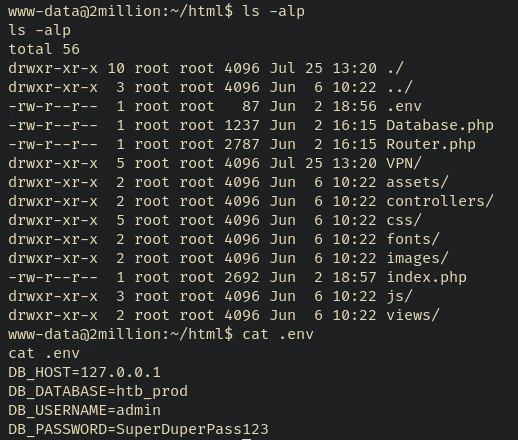 www-data@2million:~/html$ ls -alp
ls -alp
total 56
drwxr-xr-x 10 root root 4096 Jul 25 13:20 ./
drwxr-xr-x  3 root root 4096 Jun  6 10:22 ../
-rw-r--r--  1 root root   87 Jun  2 18:56 .env
-rw-r--r--  1 root root 1237 Jun  2 16:15 Database.php
-rw-r--r--  1 root root 2787 Jun  2 16:15 Router.php
drwxr-xr-x  5 root root 4096 Jul 25 13:20 VPN/
drwxr-xr-x  2 root root 4096 Jun  6 10:22 assets/
drwxr-xr-x  2 root root 4096 Jun  6 10:22 controllers/
drwxr-xr-x  5 root root 4096 Jun  6 10:22 css/
drwxr-xr-x  2 root root 4096 Jun  6 10:22 fonts/
drwxr-xr-x  2 root root 4096 Jun  6 10:22 images/
-rw-r--r--  1 root root 2692 Jun  2 18:57 index.php
drwxr-xr-x  3 root root 4096 Jun  6 10:22 js/
drwxr-xr-x  2 root root 4096 Jun  6 10:22 views/
www-data@2million:~/html$ cat .env
cat .env
DB_HOST=127.0.0.1
DB_DATABASE=htb_prod
DB_USERNAME=admin
DB_PASSWORD=SuperDuperPass123